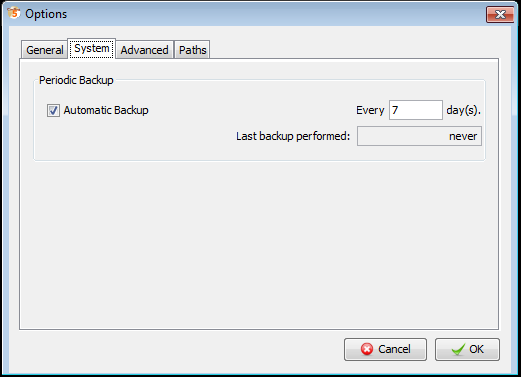 Options
General System Advanced Paths
Periodic Backup
Automatic Backup Every 7 day(s).
Last backup performed: never
Cancel OK